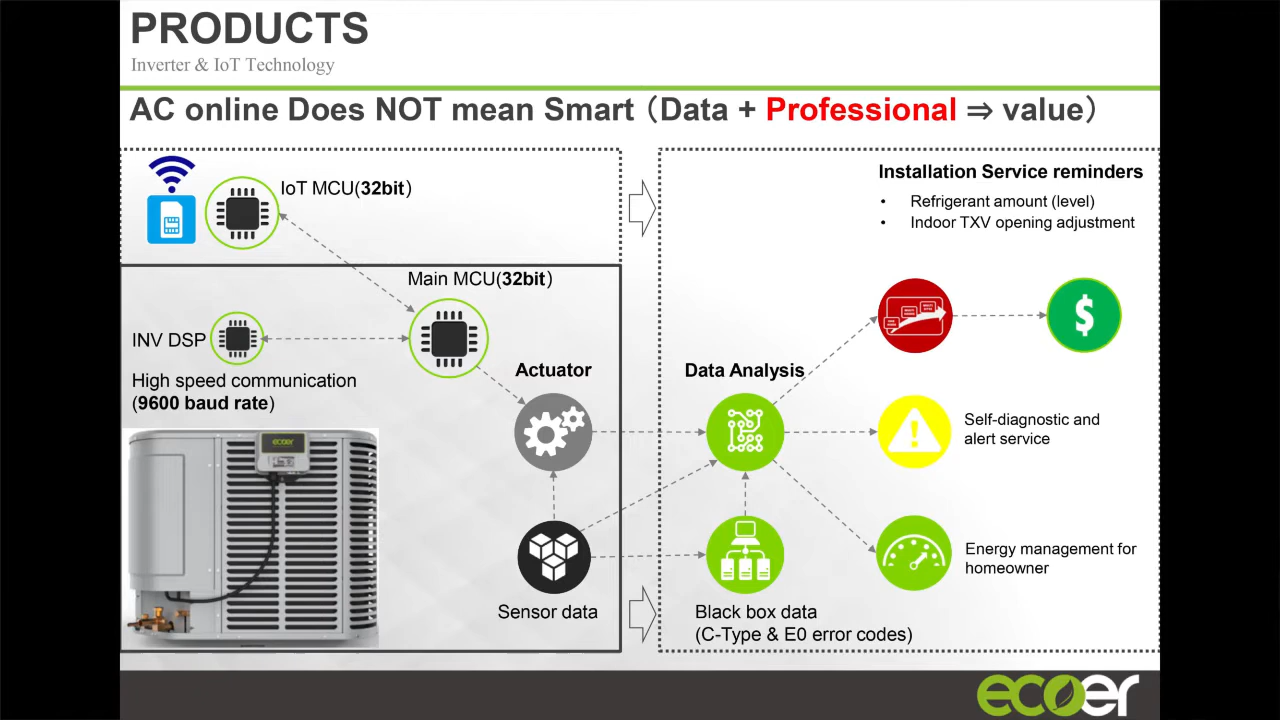 PRODUCTS
Inverter & IoT Technology
AC online Does NOT mean Smart（Data + Professional ⇒ value）
IoT MCU(32bit)
Main MCU(32bit)
INV DSP
High speed communication
(9600 baud rate)
Actuator
Sensor data
ecoer
Installation Service reminders
• Refrigerant amount (level)
• Indoor TXV opening adjustment
Data Analysis
$
Self-diagnostic and
alert service
Energy management for
homeowner
Black box data
(C-Type & E0 error codes)
ecoer